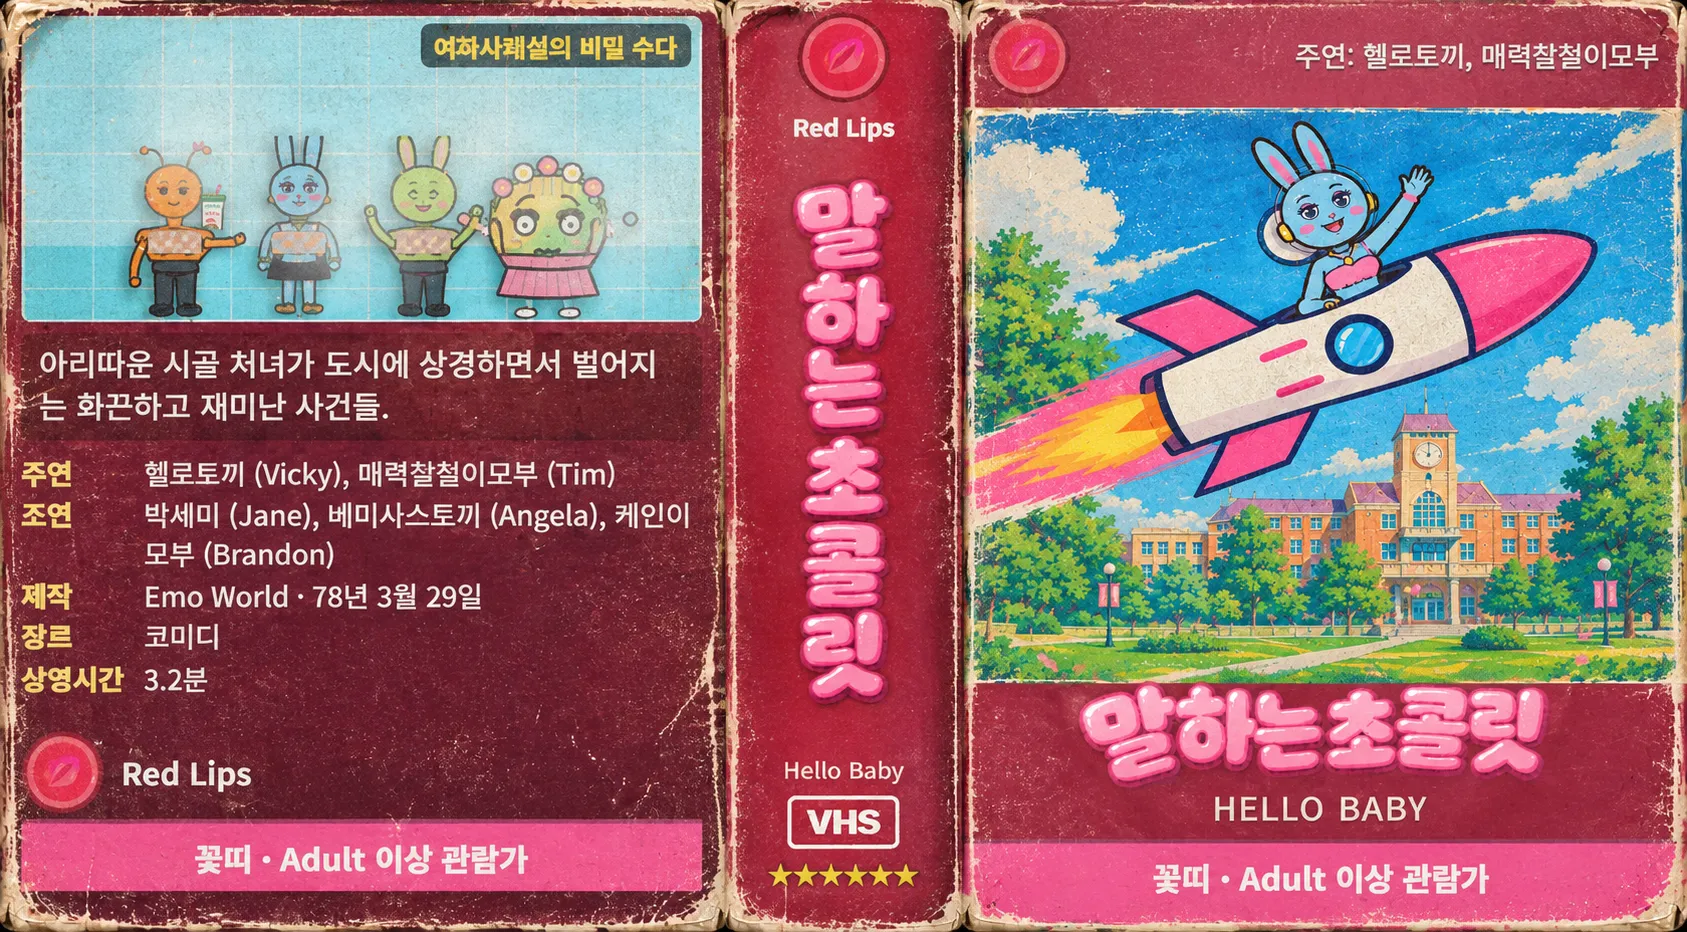 여하사쾌설의 비밀 수다
아리따운 시골 처녀가 도시에 상경하면서 벌어지
는 화끈하고 재미난 사건들.
주연 헬로토끼 (Vicky), 매력찰철이모부 (Tim)
조연 박세미 (Jane), 베미사스토끼 (Angela), 케인이
모부 (Brandon)
제작 Emo World · 78년 3월 29일
장르 코미디
상영시간 3.2분
Red Lips
꽃띠 • Adult 이상 관람가
Red Lips
말하는초콜릿
Hello Baby
VHS
주연: 헬로토끼, 매력찰철이모부
말하는초콜릿
HELLO BABY
꽃띠 • Adult 이상 관람가